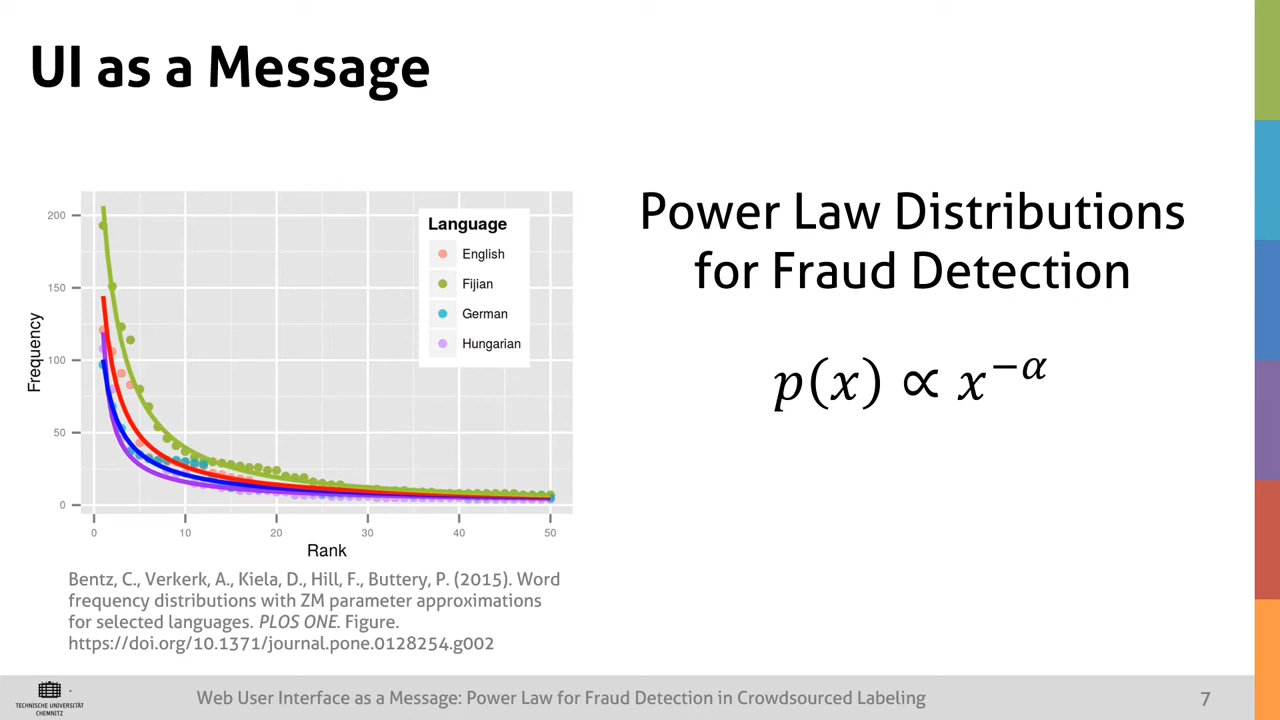 UI as a Message
200
150
100
50
0
Frequency
0
10
20
30
40
50
Rank
Language
English
Fijian
German
Hungarian
Bentz, C., Verkerk, A., Kiela, D., Hill, F., Buttery, P. (2015). Word
frequency distributions with ZM parameter approximations
for selected languages. PLOS ONE. Figure.
https://doi.org/10.1371/journal.pone.0128254.g002
Power Law Distributions
for Fraud Detection
p(x) ∝ x^{−α}
TECHNISCHE UNIVERSITÄT
CHEMNITZ
Web User Interface as a Message: Power Law for Fraud Detection in Crowdsourced Labeling
7